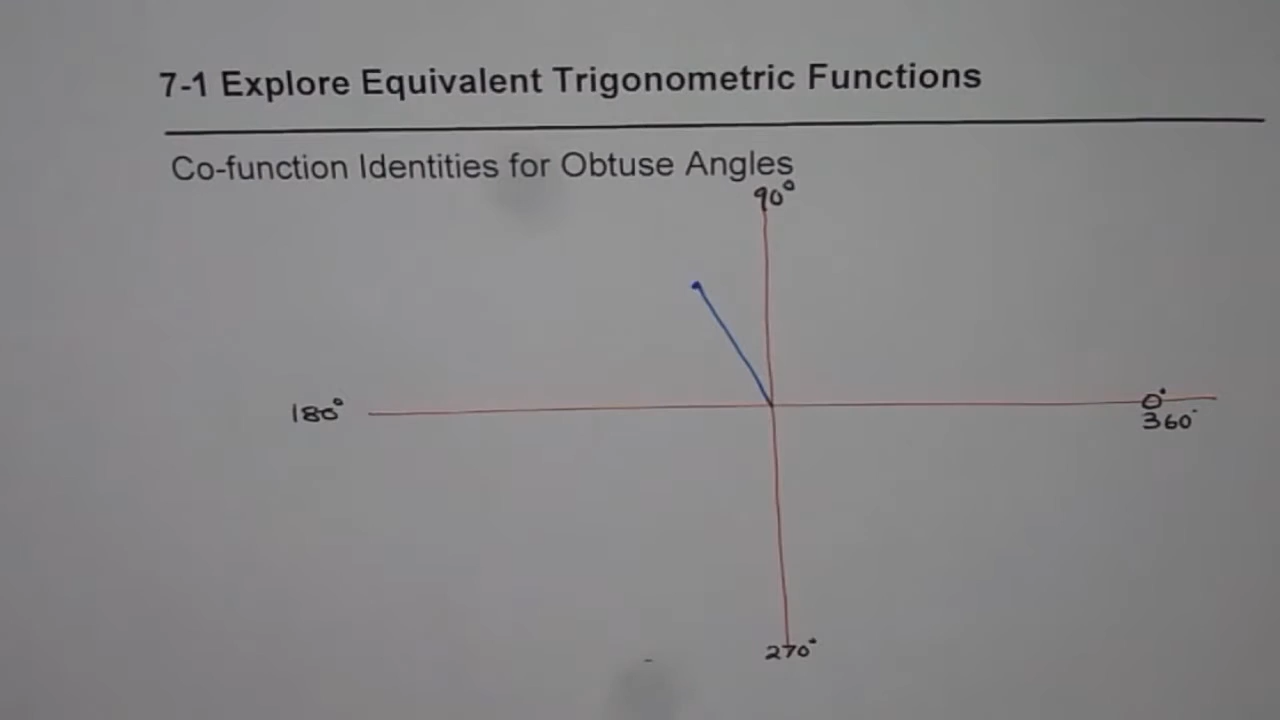 7-1 Explore Equivalent Trigonometric Functions
Co-function Identities for Obtuse Angles
90°
180°
0°
360°
270°